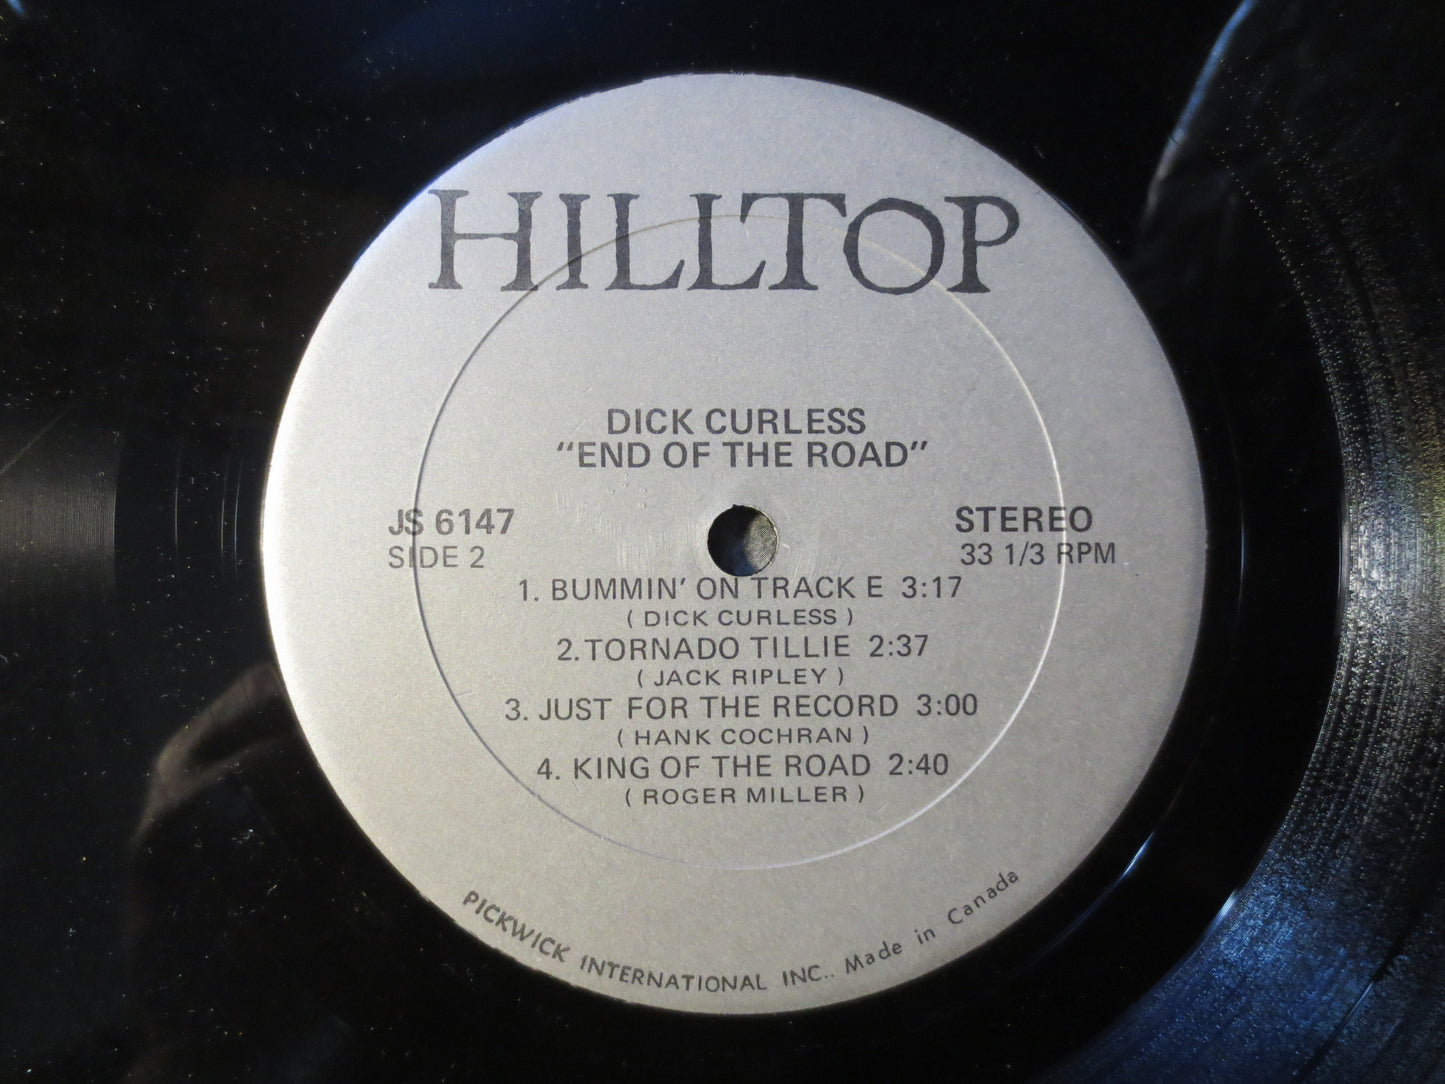 HILLTOP
DICK CURLESS
"END OF THE ROAD"
JS 6147 STEREO
SIDE 2 33 1/3 RPM
1. BUMMIN' ON TRACK E 3:17
( DICK CURLESS )
2. TORNADO TILLIE 2:37
( JACK RIPLEY )
3. JUST FOR THE RECORD 3:00
( HANK COCHRAN )
4. KING OF THE ROAD 2:40
( ROGER MILLER )
PICKWICK INTERNATIONAL INC.. Made in Canada